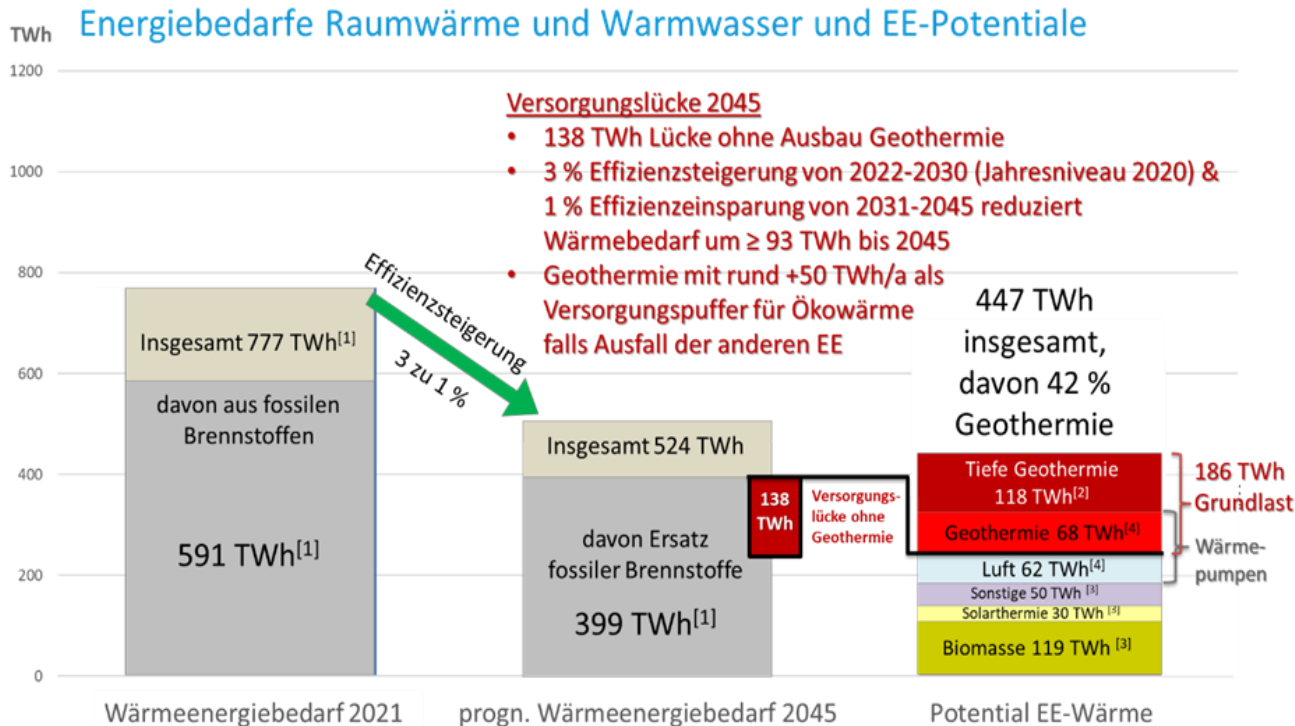 TWh
Energiebedarfe Raumwärme und Warmwasser und EE-Potentiale
1200
1000
800
600
400
200
0
Versorgungslücke 2045
• 138 TWh Lücke ohne Ausbau Geothermie
• 3 % Effizienzsteigerung von 2022-2030 (Jahresniveau 2020) &
1 % Effizienzeinsparung von 2031-2045 reduziert
Wärmebedarf um ≥ 93 TWh bis 2045
• Geothermie mit rund +50 TWh/a als
Versorgungspuffer für Ökowärme
falls Ausfall der anderen EE
Effizienzsteigerung
3 zu 1 %
Insgesamt 777 TWh[1]
davon aus fossilen
Brennstoffen
591 TWh[1]
Insgesamt 524 TWh
davon Ersatz
fossiler Brennstoffe
399 TWh[1]
138
TWh
Versorgungs-
lücke ohne
Geothermie
447 TWh
insgesamt,
davon 42 %
Geothermie
Tiefe Geothermie
118 TWh[2]
Geothermie 68 TWh[4]
Luft 62 TWh[4]
Sonstige 50 TWh [3]
Solarthermie 30 TWh [3]
Biomasse 119 TWh [3]
186 TWh
Grundlast
Wärme-
pumpen
Wärmeenergiebedarf 2021
progn. Wärmeenergiebedarf 2045
Potential EE-Wärme